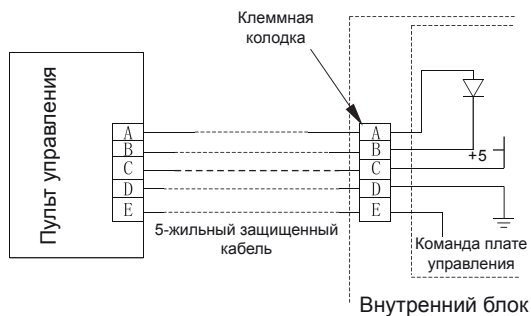 Клеммная
колодка
Пульт управления
A
B
C
D
E
A
B
C
D
E
+5
5-жильный защищенный
кабель
Команда плате
управления
Внутренний блок